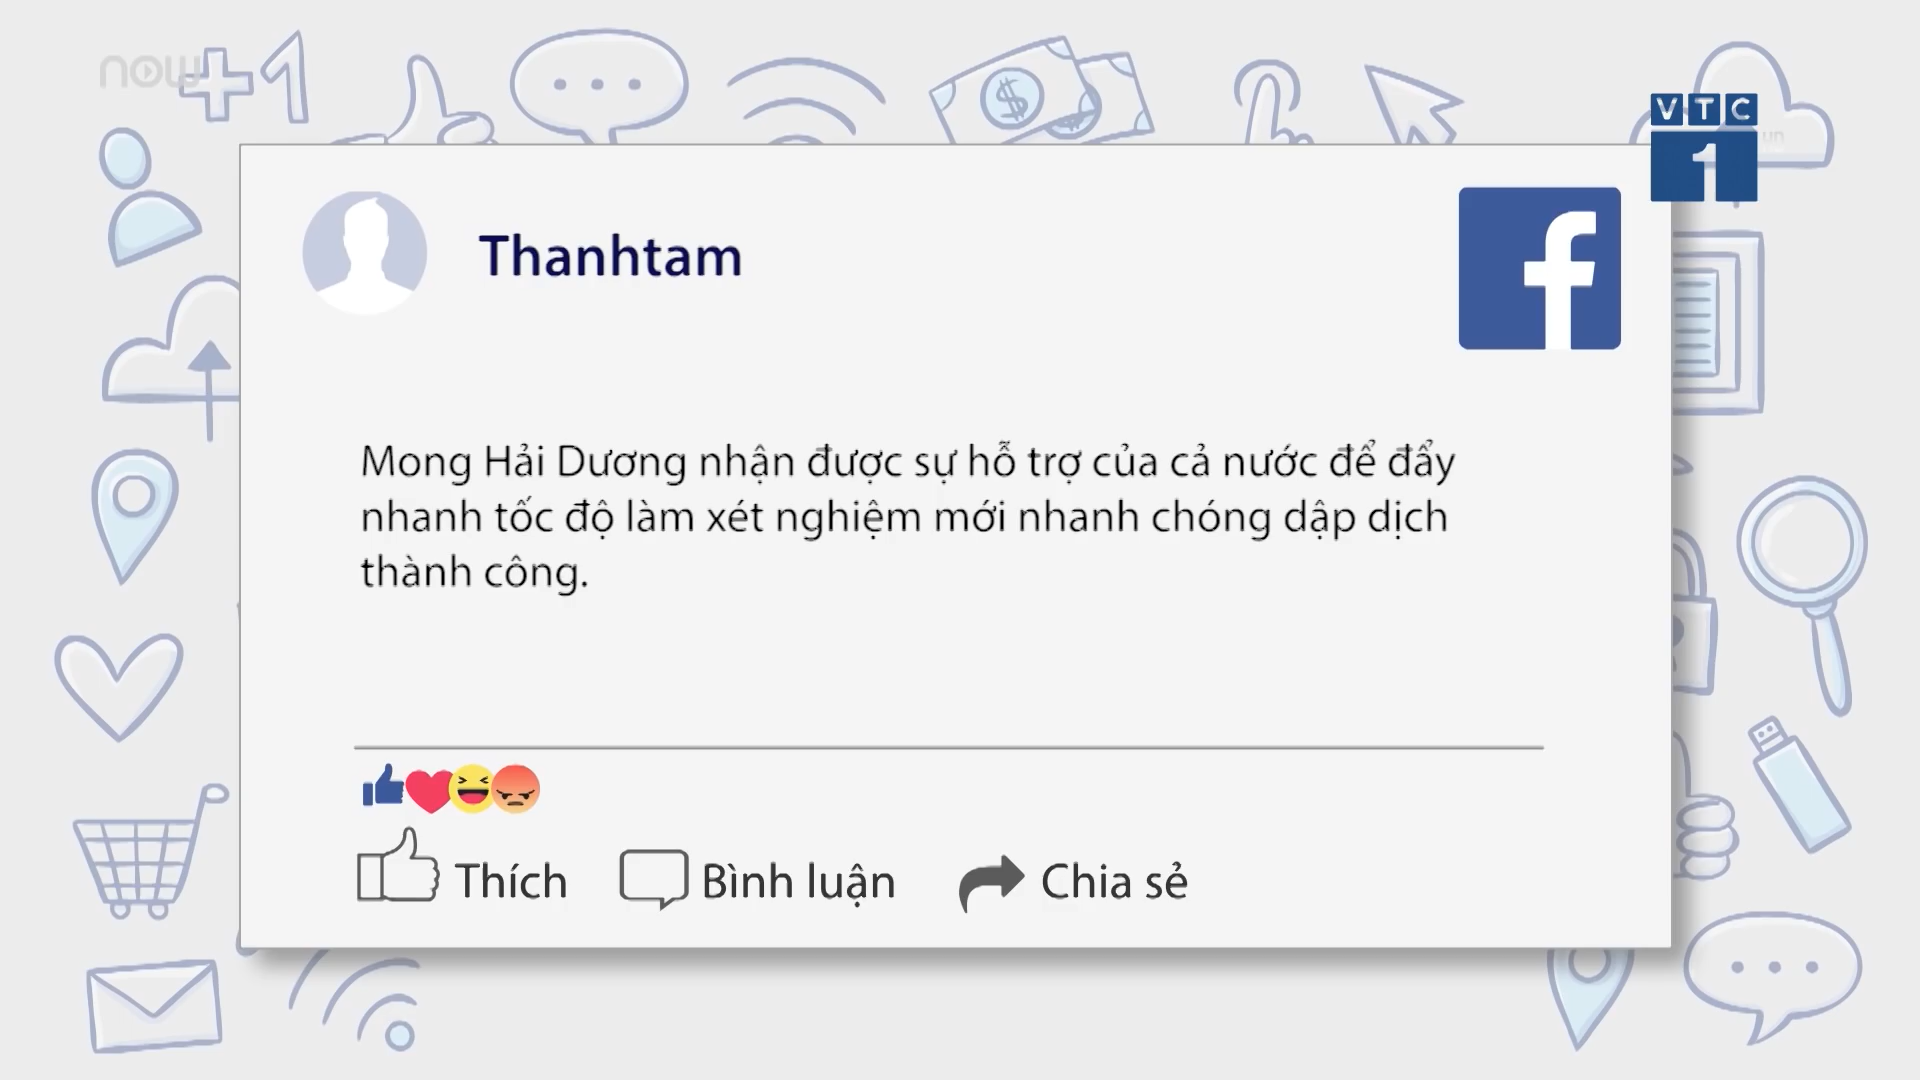 now
+1
VTC
1
Thanhtam
Mong Hải Dương nhận được sự hỗ trợ của cả nước để đẩy
nhanh tốc độ làm xét nghiệm mới nhanh chóng dập dịch
thành công.
Thích Bình luận Chia sẻ